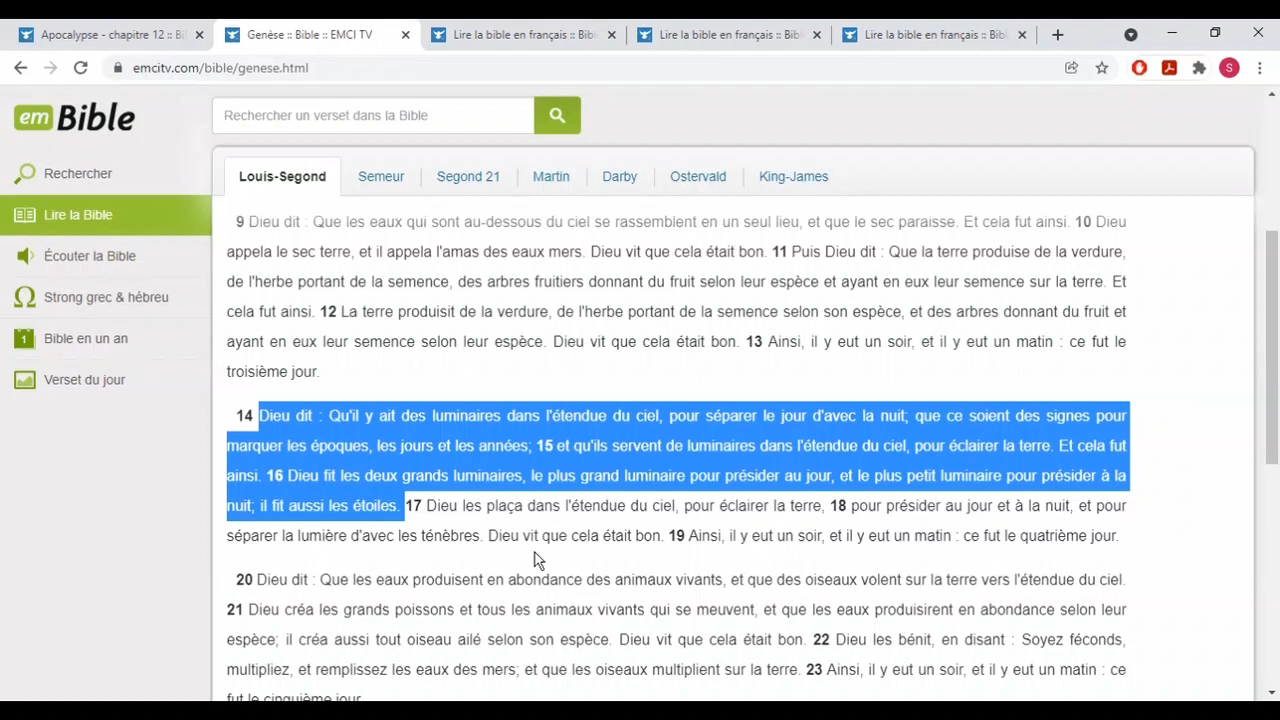 Apocalypse - chapitre 12 :: Bi
Genèse :: Bible :: EMCI TV
Lire la bible en français :: Bib
Lire la bible en français :: Bib
Lire la bible en français :: Bib
emcitv.com/bible/genese.html
S
em Bible
Rechercher un verset dans la Bible
Rechercher
Lire la Bible
Écouter la Bible
Strong grec & hébreu
1 Bible en un an
Verset du jour
Louis-Segond Semeur Segond 21 Martin Darby Ostervald King-James
9 Dieu dit : Que les eaux qui sont au-dessous du ciel se rassemblent en un seul lieu, et que le sec paraisse. Et cela fut ainsi. 10 Dieu
appela le sec terre, et il appela l'amas des eaux mers. Dieu vit que cela était bon. 11 Puis Dieu dit : Que la terre produise de la verdure,
de l'herbe portant de la semence, des arbres fruitiers donnant du fruit selon leur espèce et ayant en eux leur semence sur la terre. Et
cela fut ainsi. 12 La terre produisit de la verdure, de l'herbe portant de la semence selon son espèce, et des arbres donnant du fruit et
ayant en eux leur semence selon leur espèce. Dieu vit que cela était bon. 13 Ainsi, il y eut un soir, et il y eut un matin : ce fut le
troisième jour.
14 Dieu dit : Qu'il y ait des luminaires dans l'étendue du ciel, pour séparer le jour d'avec la nuit; que ce soient des signes pour
marquer les époques, les jours et les années; 15 et qu'ils servent de luminaires dans l'étendue du ciel, pour éclairer la terre. Et cela fut
ainsi. 16 Dieu fit les deux grands luminaires, le plus grand luminaire pour présider au jour, et le plus petit luminaire pour présider à la
nuit; il fit aussi les étoiles. 17 Dieu les plaça dans l'étendue du ciel, pour éclairer la terre, 18 pour présider au jour et à la nuit, et pour
séparer la lumière d'avec les ténèbres. Dieu vit que cela était bon. 19 Ainsi, il y eut un soir, et il y eut un matin : ce fut le quatrième jour.
20 Dieu dit : Que les eaux produisent en abondance des animaux vivants, et que des oiseaux volent sur la terre vers l'étendue du ciel.
21 Dieu créa les grands poissons et tous les animaux vivants qui se meuvent, et que les eaux produisirent en abondance selon leur
espèce; il créa aussi tout oiseau ailé selon son espèce. Dieu vit que cela était bon. 22 Dieu les bénit, en disant : Soyez féconds,
multipliez, et remplissez les eaux des mers; et que les oiseaux multiplient sur la terre. 23 Ainsi, il y eut un soir, et il y eut un matin : ce
fut le cinquième jour.